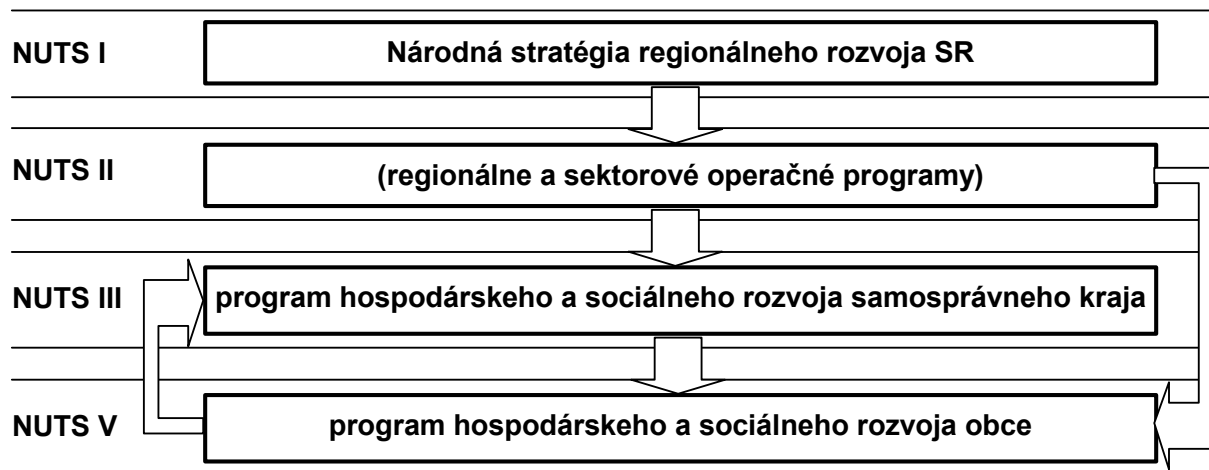 NUTS I
Národná stratégia regionálneho rozvoja SR
NUTS II
(regionálne a sektorové operačné programy)
NUTS III
program hospodárskeho a sociálneho rozvoja samosprávneho kraja
NUTS V
program hospodárskeho a sociálneho rozvoja obce